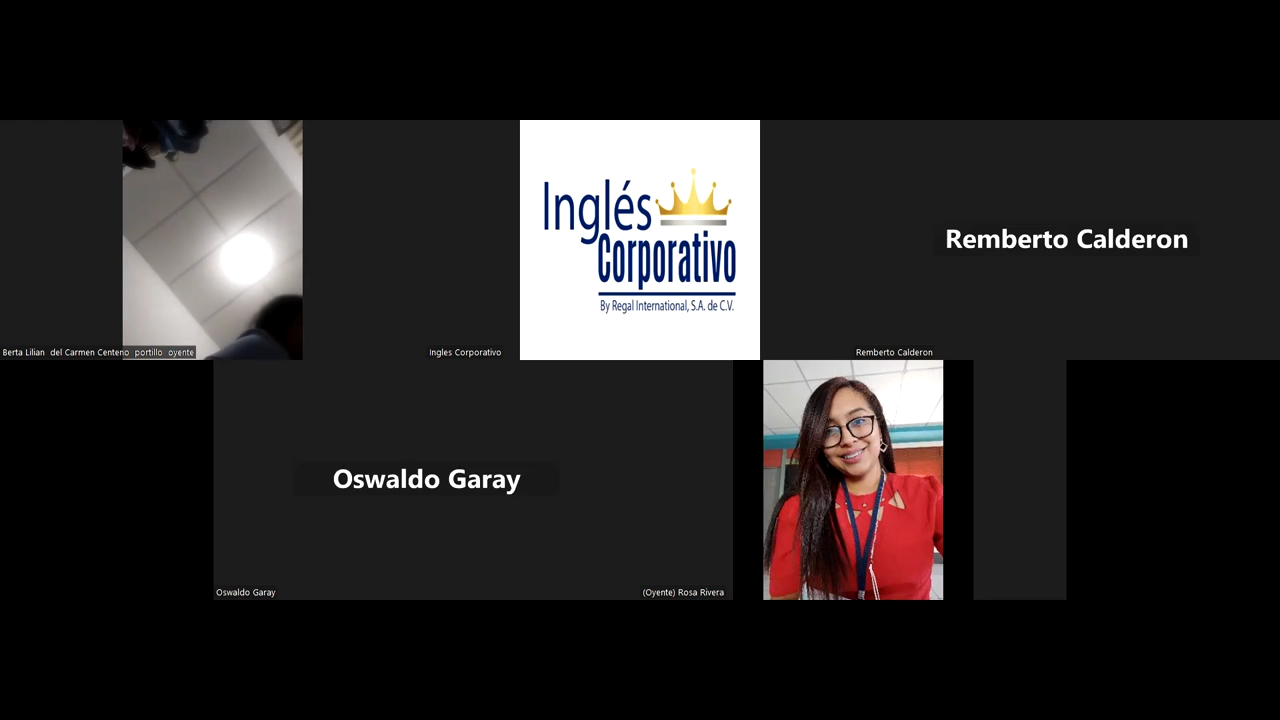 Inglés
Corporativo
By Regal International, S.A. de C.V.
Remberto Calderon
Berta Lilian del Carmen Centeno portillo oyente
Ingles Corporativo
Remberto Calderon
Oswaldo Garay
Oswaldo Garay
(Oyente) Rosa Rivera